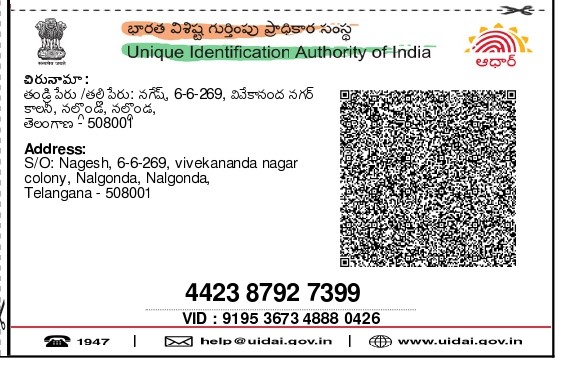 భారత విశిష్ట గుర్తింపు ప్రాధికార సంస్థ
Unique Identification Authority of India
ఆధార్
చిరునామా :
తండ్రి పేరు /తల్లి పేరు: నగేష్, 6-6-269, వివేకానంద నగర్
కాలనీ, నల్గొండ, నల్గొండ,
తెలంగాణ - 508001
Address:
S/O: Nagesh, 6-6-269, vivekananda nagar
colony, Nalgonda, Nalgonda,
Telangana - 508001
4423 8792 7399
VID : 9195 3673 4888 0426
1947 | help@uidai.gov.in | www.uidai.gov.in